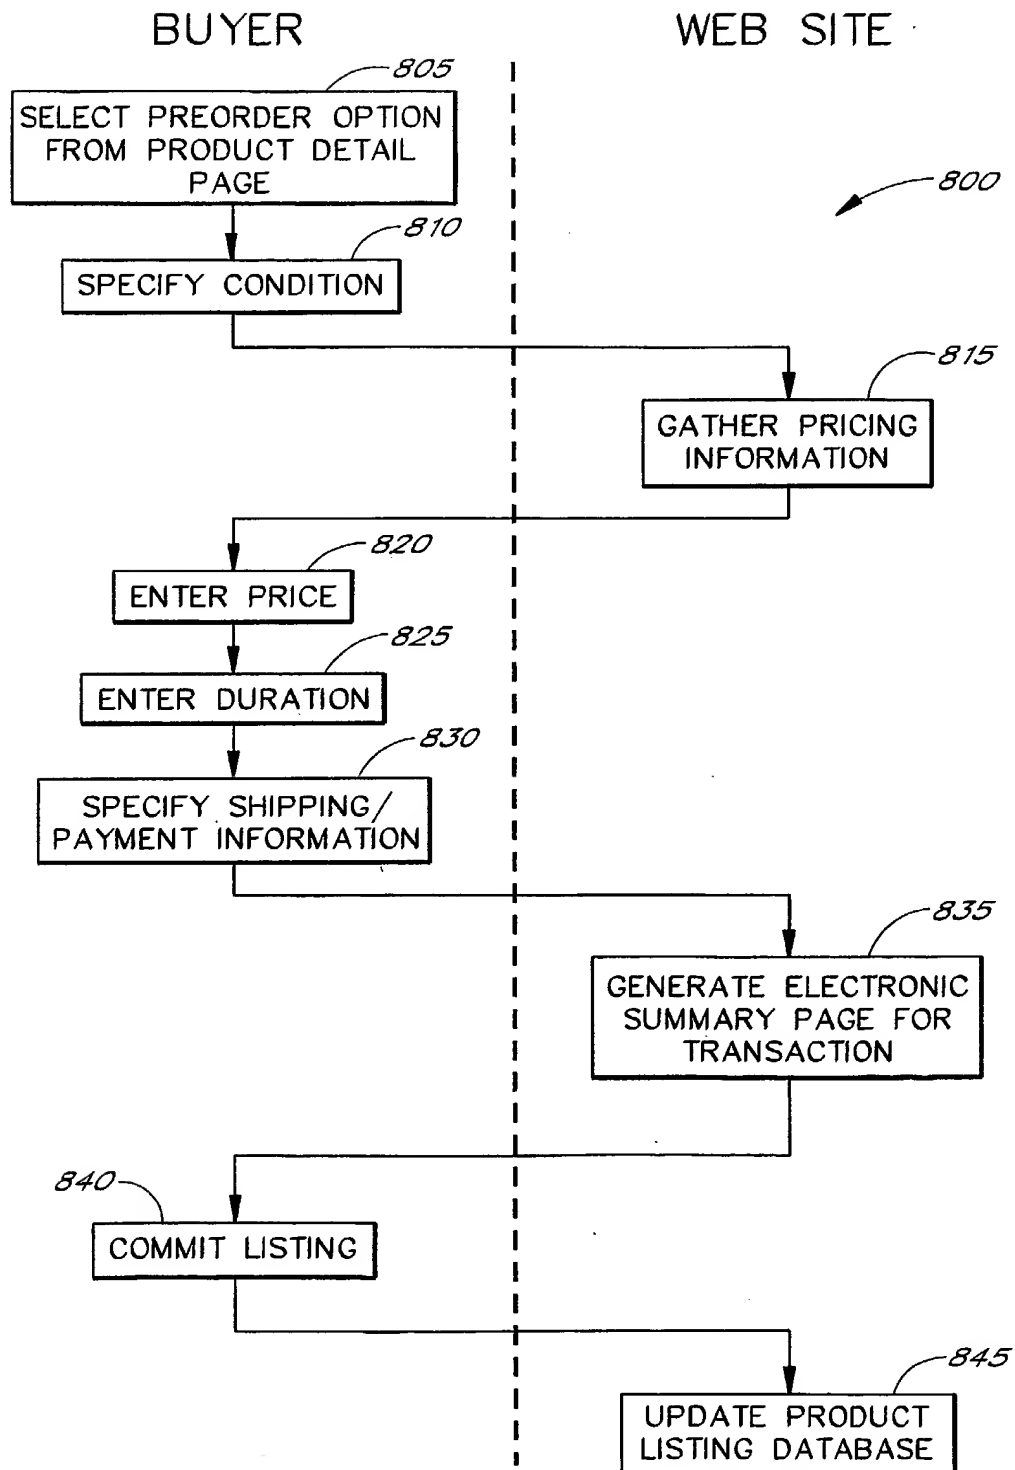 BUYER
WEB SITE
805
SELECT PREORDER OPTION
FROM PRODUCT DETAIL
PAGE
800
810
SPECIFY CONDITION
815
GATHER PRICING
INFORMATION
820
ENTER PRICE
825
ENTER DURATION
830
SPECIFY SHIPPING/
PAYMENT INFORMATION
835
GENERATE ELECTRONIC
SUMMARY PAGE FOR
TRANSACTION
840
COMMIT LISTING
845
UPDATE PRODUCT
LISTING DATABASE